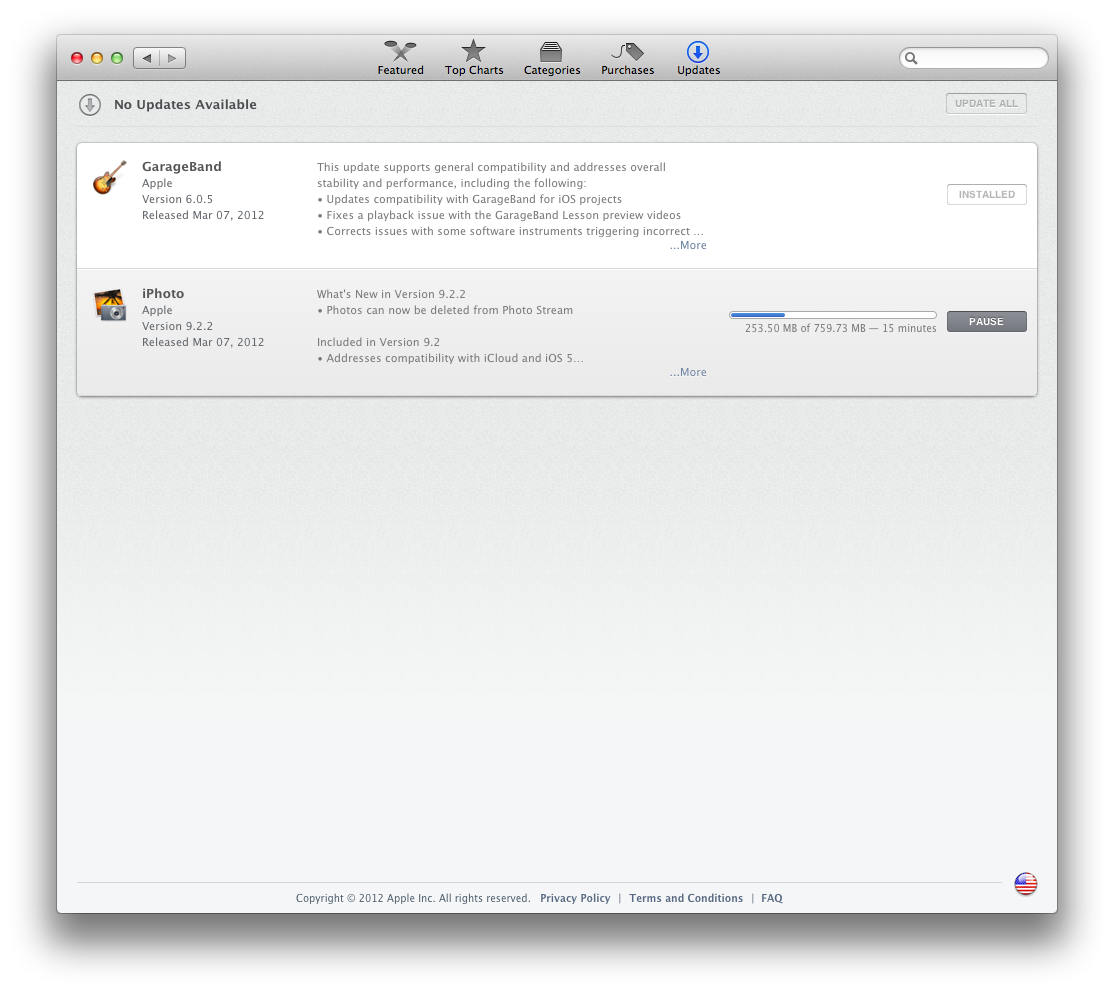 Featured Top Charts Categories Purchases Updates
No Updates Available
UPDATE ALL
GarageBand
Apple
Version 6.0.5
Released Mar 07, 2012
This update supports general compatibility and addresses overall
stability and performance, including the following:
• Updates compatibility with GarageBand for iOS projects
• Fixes a playback issue with the GarageBand Lesson preview videos
• Corrects issues with some software instruments triggering incorrect ...
...More
INSTALLED
iPhoto
Apple
Version 9.2.2
Released Mar 07, 2012
What's New in Version 9.2.2
• Photos can now be deleted from Photo Stream
Included in Version 9.2
• Addresses compatibility with iCloud and iOS 5...
...More
253.50 MB of 759.73 MB — 15 minutes
PAUSE
Copyright © 2012 Apple Inc. All rights reserved. Privacy Policy | Terms and Conditions | FAQ